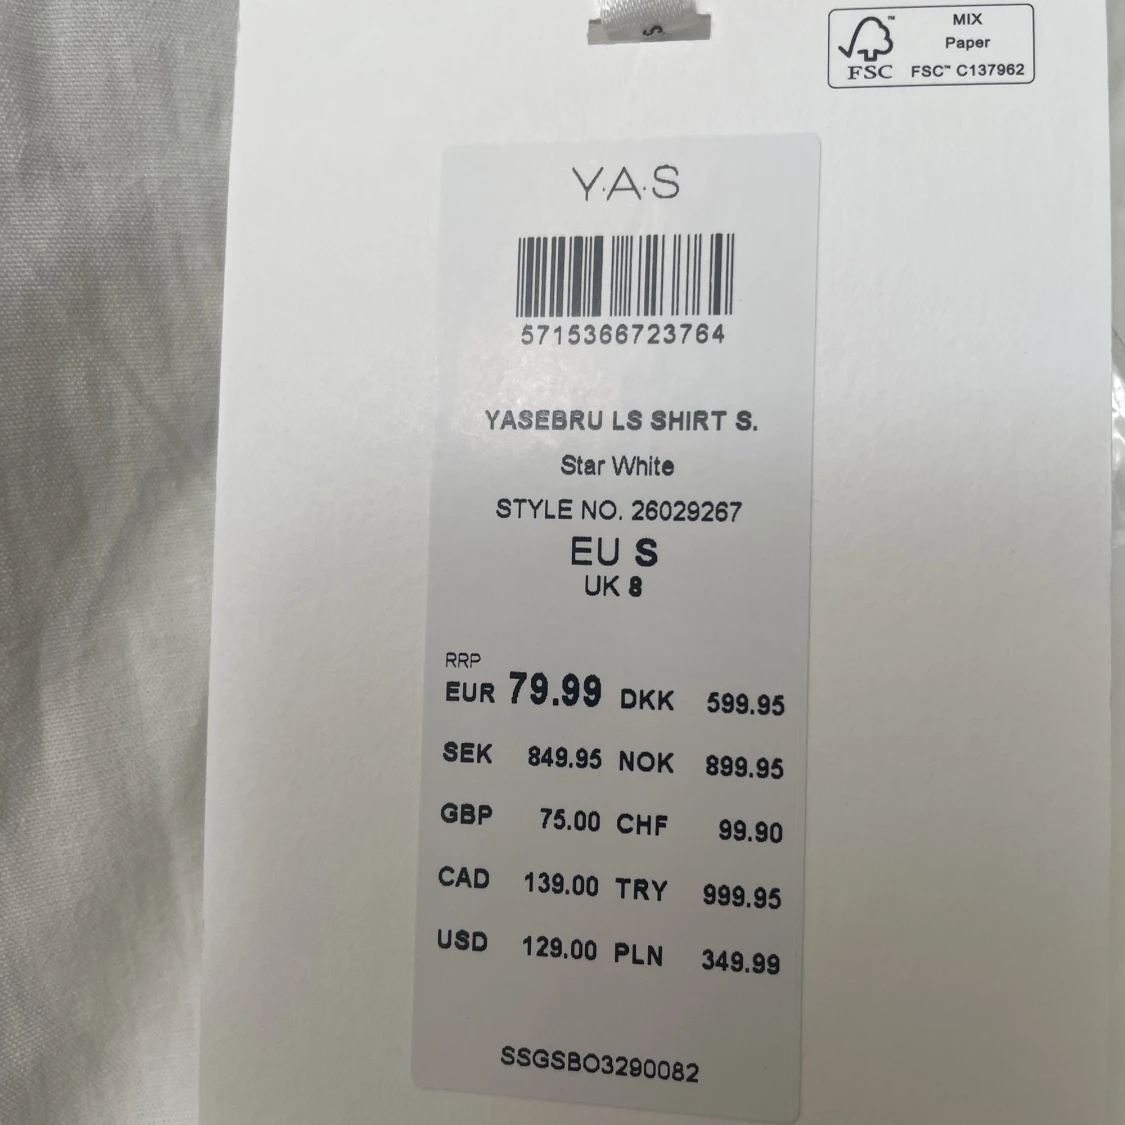 S
MIX
Paper
FSC™ C137962
FSC™
Y.A.S
5715366723764
YASEBRU LS SHIRT S.
Star White
STYLE NO. 26029267
EU S
UK 8
RRP
EUR 79.99 DKK 599.95
SEK 849.95 NOK 899.95
GBP 75.00 CHF 99.90
CAD 139.00 TRY 999.95
USD 129.00 PLN 349.99
SSGSBO3290082